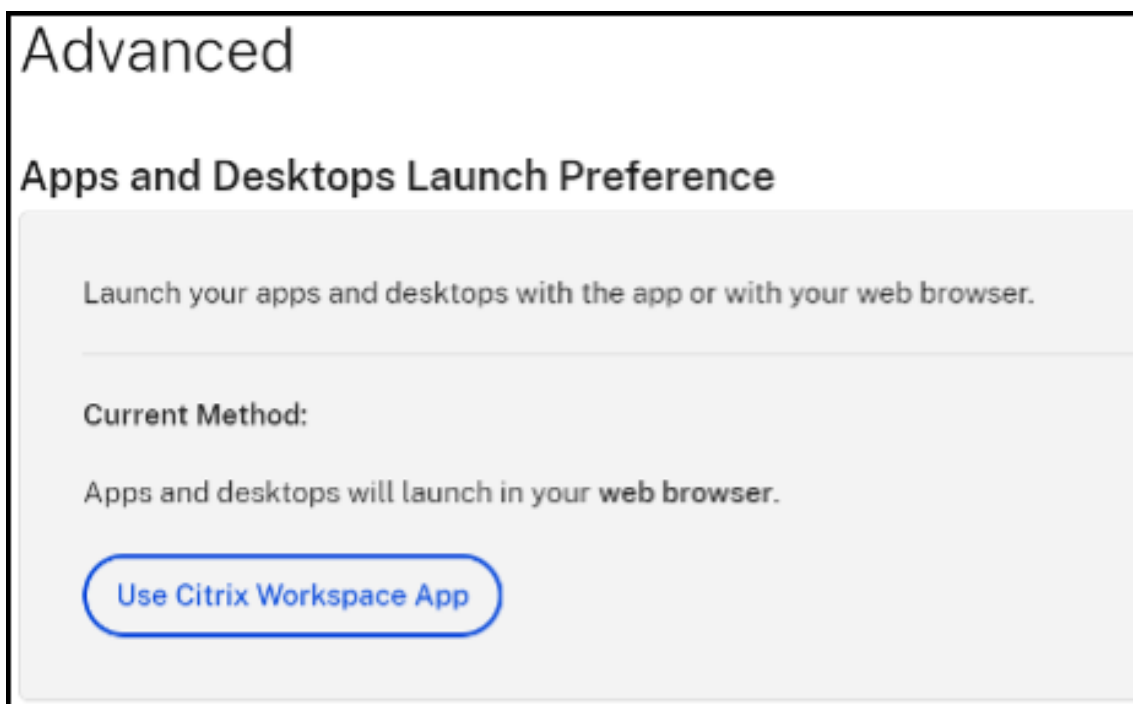 Advanced
Apps and Desktops Launch Preference
Launch your apps and desktops with the app or with your web browser.
Current Method:
Apps and desktops will launch in your web browser.
Use Citrix Workspace App